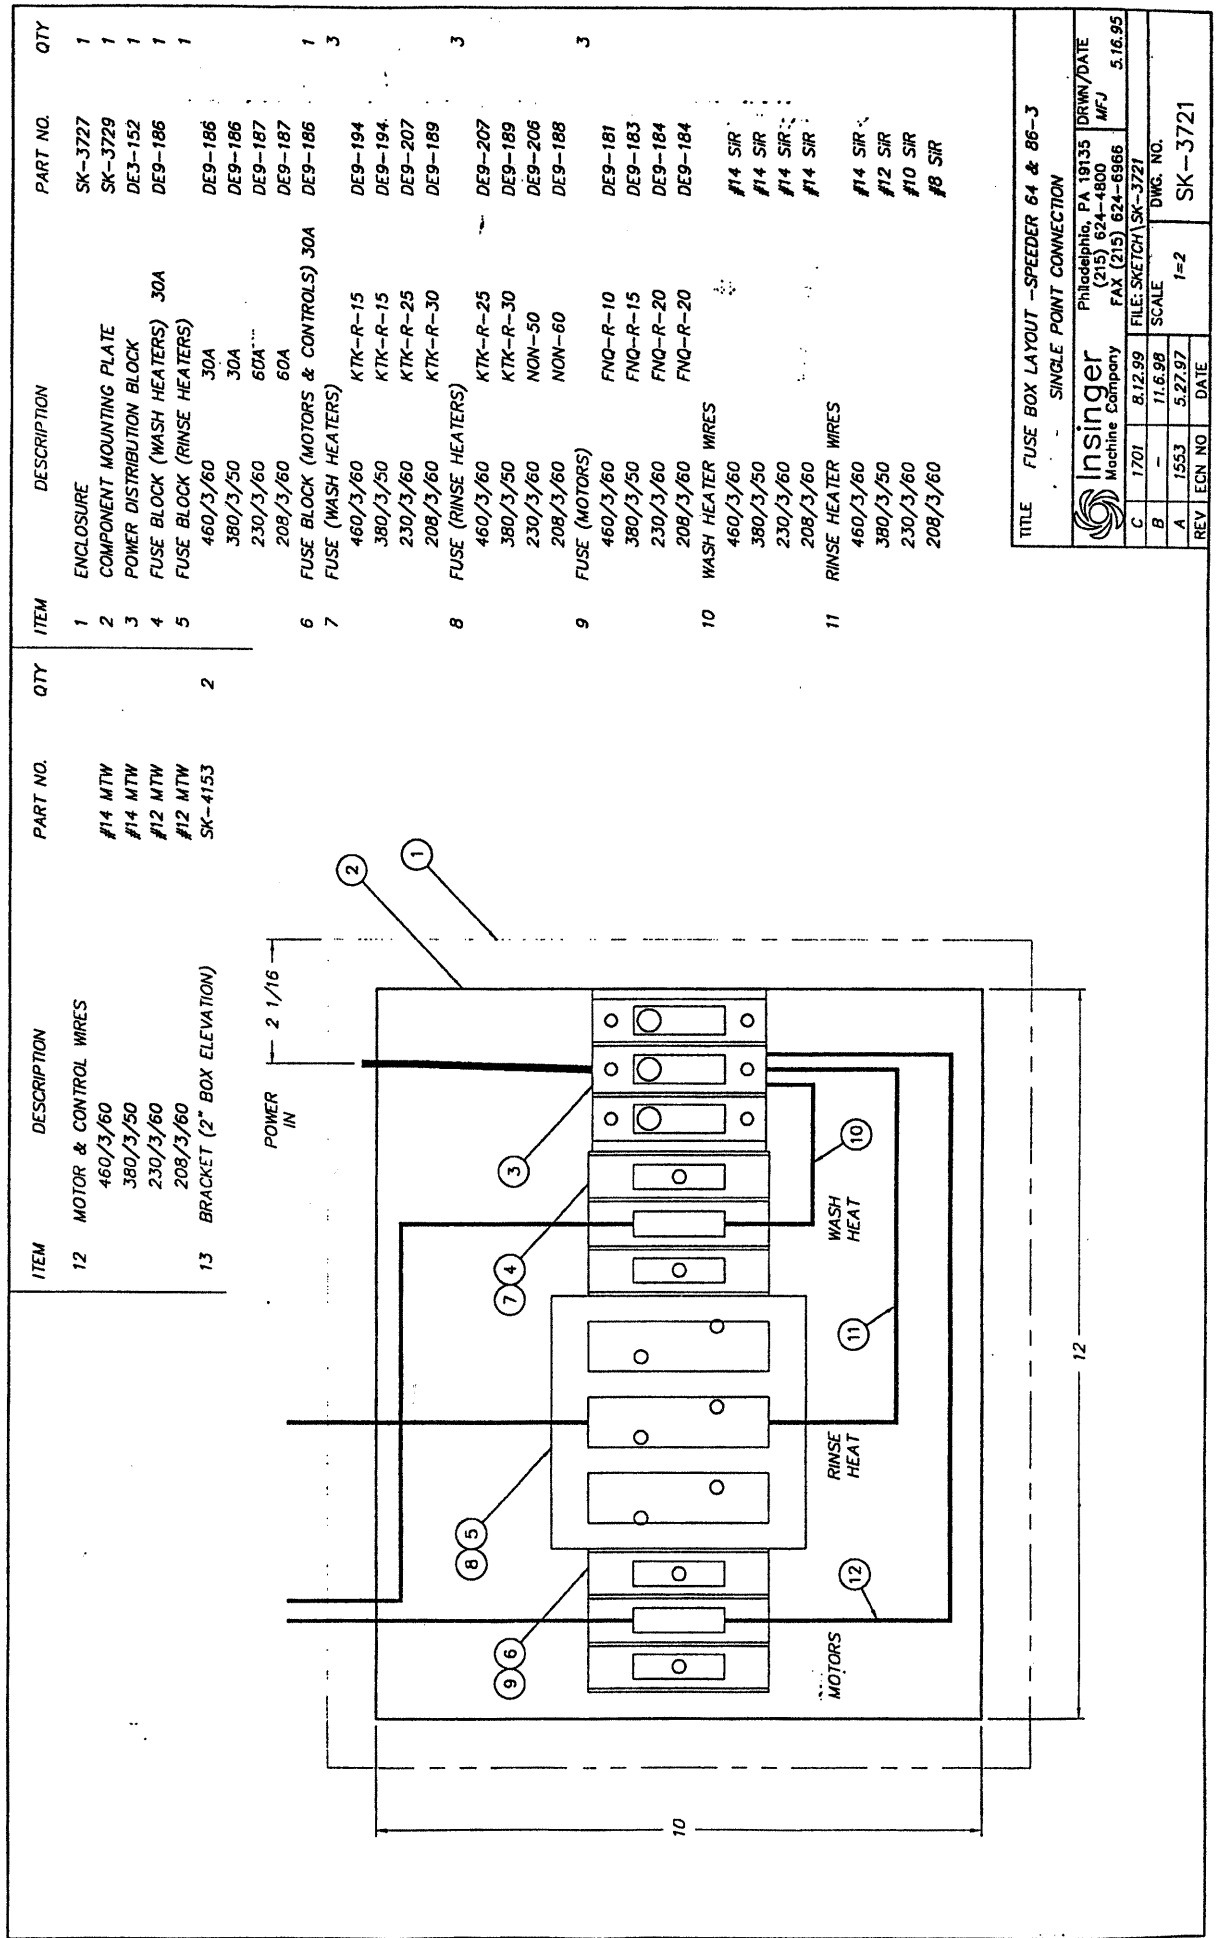 ITEM DESCRIPTION PART NO. QTY
12 MOTOR & CONTROL WIRES
460/3/60 #14 MTW
380/3/50 #14 MTW
230/3/60 #12 MTW
208/3/60 #12 MTW
13 BRACKET (2" BOX ELEVATION) SK-4153 2
ITEM DESCRIPTION PART NO. QTY
1 ENCLOSURE SK-3727 1
2 COMPONENT MOUNTING PLATE SK-3729 1
3 POWER DISTRIBUTION BLOCK DE3-152 1
4 FUSE BLOCK (WASH HEATERS) 30A DE9-186 1
5 FUSE BLOCK (RINSE HEATERS) 1
460/3/60 30A DE9-186
380/3/50 30A DE9-186
230/3/60 60A DE9-187
208/3/60 60A DE9-187
6 FUSE BLOCK (MOTORS & CONTROLS) 30A DE9-186 1
7 FUSE (WASH HEATERS) 3
460/3/60 KTK-R-15 DE9-194
380/3/50 KTK-R-15 DE9-194
230/3/60 KTK-R-25 DE9-207
208/3/60 KTK-R-30 DE9-189
8 FUSE (RINSE HEATERS) 3
460/3/60 KTK-R-25 DE9-207
380/3/50 KTK-R-30 DE9-189
230/3/60 NON-50 DE9-206
208/3/60 NON-60 DE9-188
9 FUSE (MOTORS) 3
460/3/60 FNQ-R-10 DE9-181
380/3/50 FNQ-R-15 DE9-183
230/3/60 FNQ-R-20 DE9-184
208/3/60 FNQ-R-20 DE9-184
10 WASH HEATER WIRES
460/3/60 #14 SiR
380/3/50 #14 SiR
230/3/60 #14 SiR
208/3/60 #14 SiR
11 RINSE HEATER WIRES
460/3/60 #14 SiR
380/3/50 #12 SiR
230/3/60 #10 SiR
208/3/60 #8 SiR
POWER
IN
2 1/16
1
2
3
7 4
8 5
9 6
10
11
12
MOTORS
RINSE
HEAT
WASH
HEAT
10
12
TITLE FUSE BOX LAYOUT -SPEEDER 64 & 86-3
- SINGLE POINT CONNECTION
Insinger
Machine Company
Philadelphia, PA 19135
(215) 624-4800
FAX (215) 624-6966
DRWN/DATE
MFJ 5.16.95
C 1701 8.12.99
B - 11.6.98
A 1553 5.27.97
REV ECN NO DATE
FILE: SKETCH\SK-3721
SCALE
1=2
DWG. NO.
SK-3721